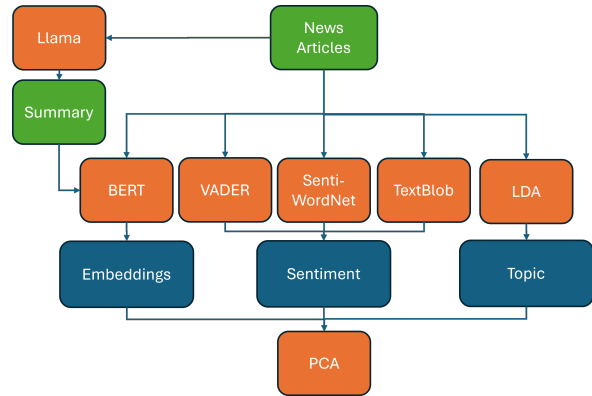 Llama
News
Articles
Summary
BERT
VADER
Senti-
WordNet
TextBlob
LDA
Embeddings
Sentiment
Topic
PCA